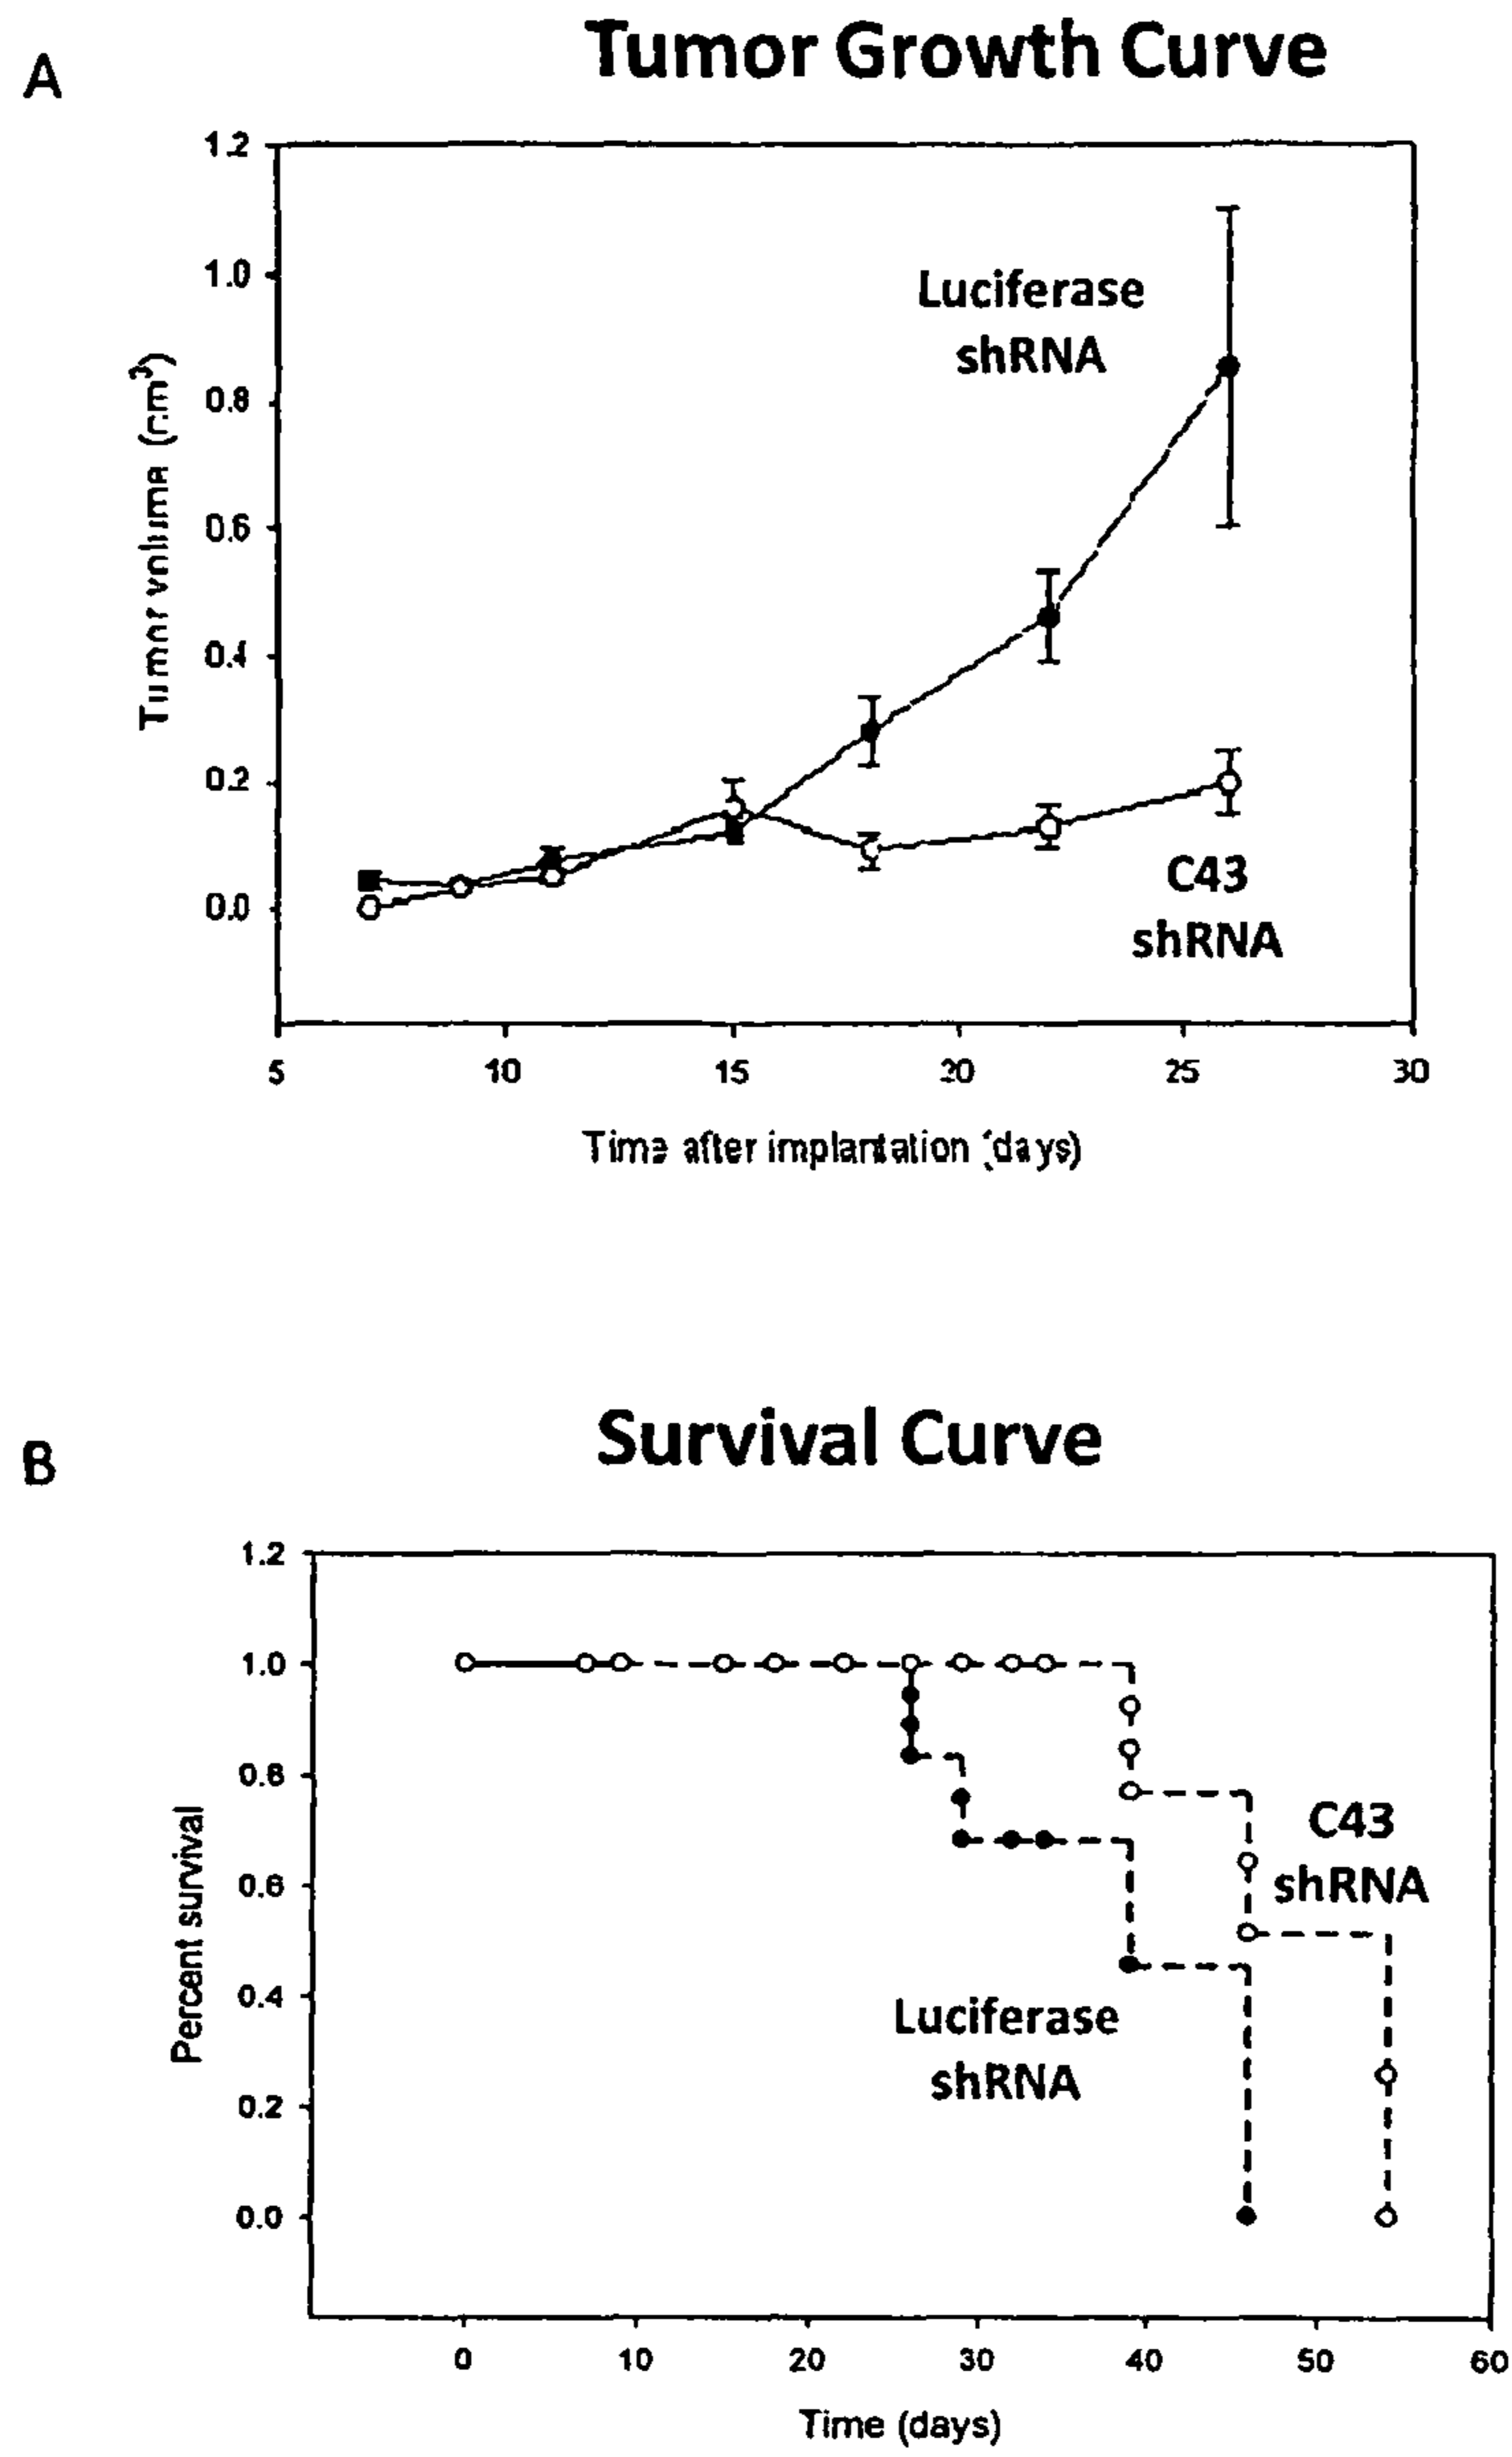 A
Tumor Growth Curve
1.2
1.0
0.8
0.6
0.4
0.2
0.0
Tumor volume
Luciferase
shRNA
C43
shRNA
5
10
15
20
25
30
Time after implantation (days)
B
Survival Curve
1.2
1.0
0.8
0.6
0.4
0.2
0.0
Percent survival
C43
shRNA
Luciferase
shRNA
0
10
20
30
40
50
60
Time (days)